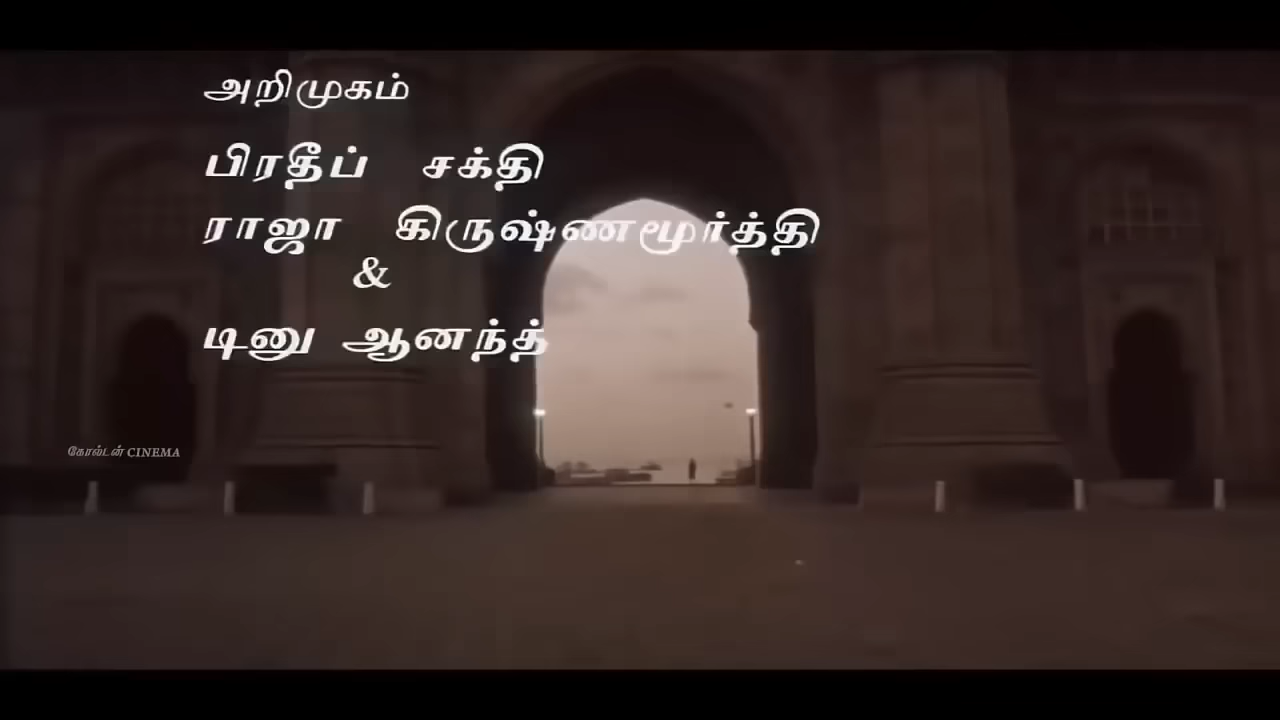 அறிமுகம்
பிரதீப் சக்தி
ராஜா கிருஷ்ணமூர்த்தி
&
டினு ஆனந்த்
கோல்டன் CINEMA